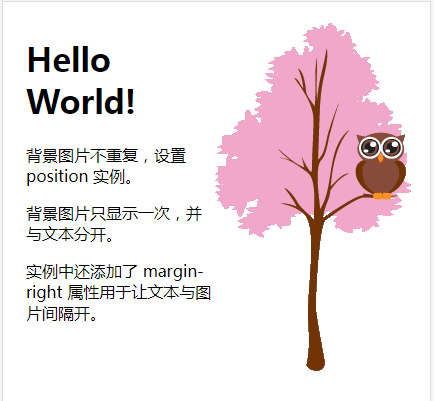 Hello
World!
背景图片不重复，设置
position 实例。
背景图片只显示一次，并
与文本分开。
实例中还添加了 margin-
right 属性用于让文本与图
片间隔开。